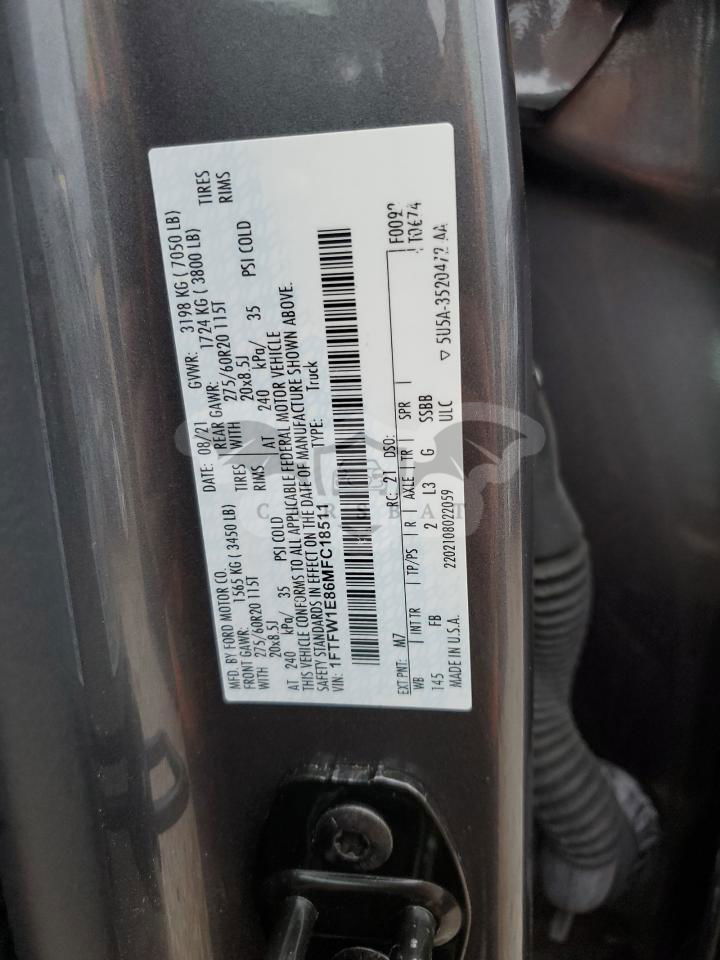 MFD. BY FORD MOTOR CO.
DATE: 08/21
GVWR: 3198 KG ( 7050 LB)
FRONT GAWR: 1565 KG ( 3450 LB)
REAR GAWR: 1724 KG ( 3800 LB)
WITH 275/60R20 115T TIRES
WITH 275/60R20 115T TIRES
20x8.5J RIMS
20x8.5J RIMS
AT 240 kPa/ 35 PSI COLD
AT 240 kPa/ 35 PSI COLD
THIS VEHICLE CONFORMS TO ALL APPLICABLE FEDERAL MOTOR VEHICLE
SAFETY STANDARDS IN EFFECT ON THE DATE OF MANUFACTURE SHOWN ABOVE.
VIN: 1FTFW1E86MFC18511
TYPE: Truck
EXT PNT: M7 RC: 21 DSO: F0092
WB INT TR TP/PS R AXLE TR SPR
145 FB 2 L3 G SSBB
MADE IN U.S.A. 2202108022059 ULC
5U5A-3520472 AA